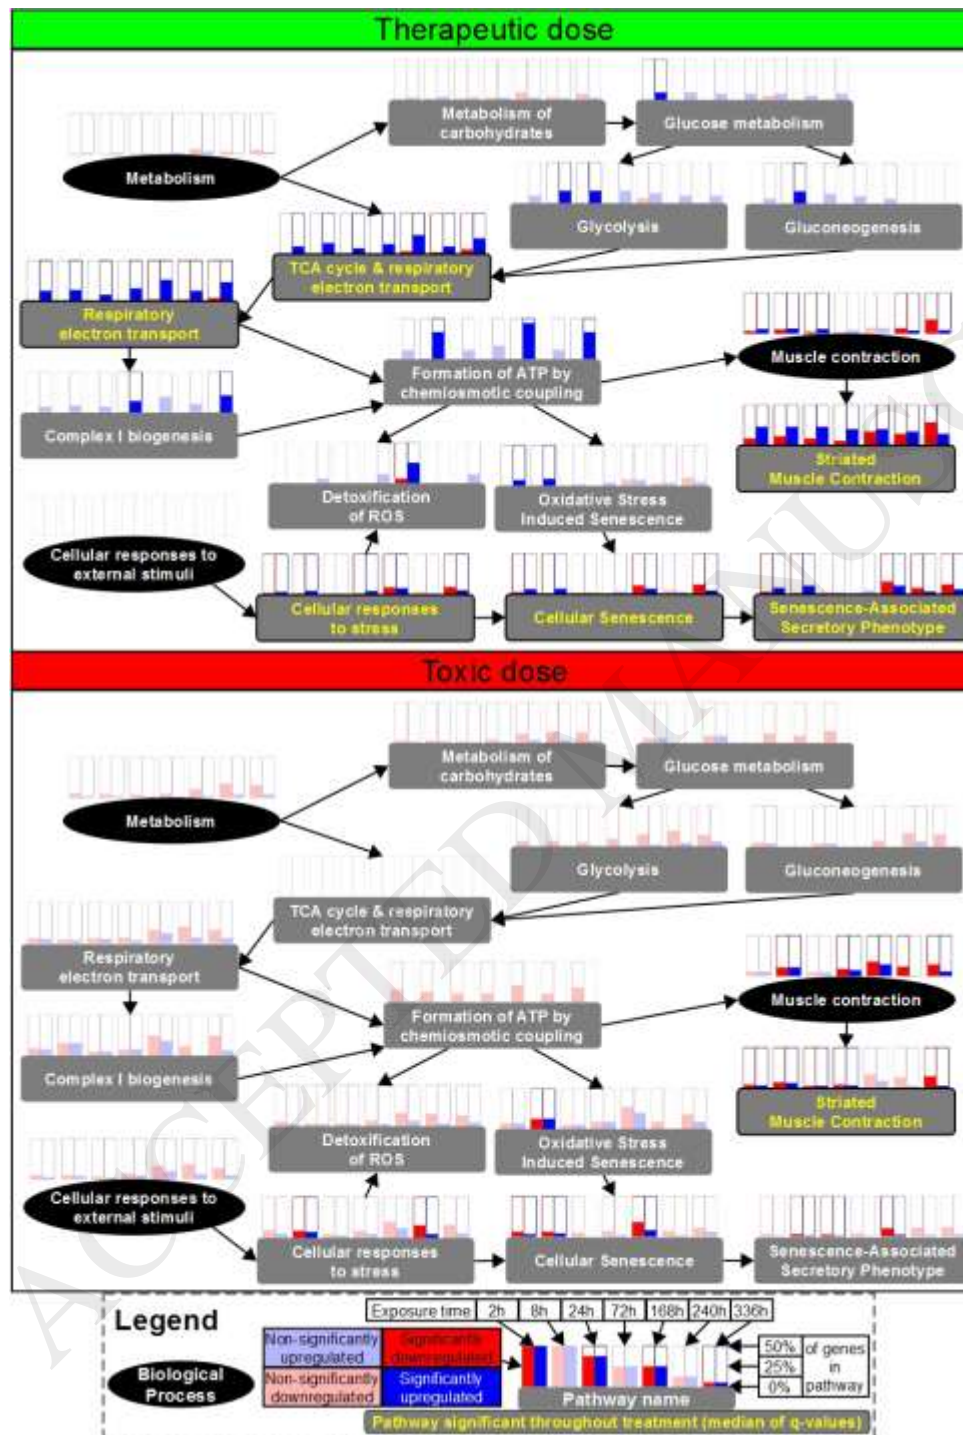 Therapeutic dose
Metabolism of
carbohydrates
Glucose metabolism
Metabolism
Glycolysis
Gluconeogenesis
TCA cycle & respiratory
electron transport
Respiratory
electron transport
Formation of ATP by
chemiosmotic coupling
Muscle contraction
Complex I biogenesis
Striated
Muscle Contraction
Detoxification
of ROS
Oxidative Stress
Induced Senescence
Cellular responses to
external stimuli
Cellular responses
to stress
Cellular Senescence
Senescence-Associated
Secretory Phenotype
Toxic dose
Metabolism of
carbohydrates
Glucose metabolism
Metabolism
Glycolysis
Gluconeogenesis
TCA cycle & respiratory
electron transport
Respiratory
electron transport
Formation of ATP by
chemiosmotic coupling
Muscle contraction
Complex I biogenesis
Striated
Muscle Contraction
Detoxification
of ROS
Oxidative Stress
Induced Senescence
Cellular responses to
external stimuli
Cellular responses
to stress
Cellular Senescence
Senescence-Associated
Secretory Phenotype
ACCEPTED MANUSC
Legend
Exposure time 2h 8h 24h 72h 168h 240h 336h
Non-significantly
upregulated
Significantly
downregulated
Non-significantly
downregulated
Significantly
upregulated
Biological
Process
50%
25%
0%
of genes
in
pathway
Pathway name
Pathway significant throughout treatment (median of q-values)